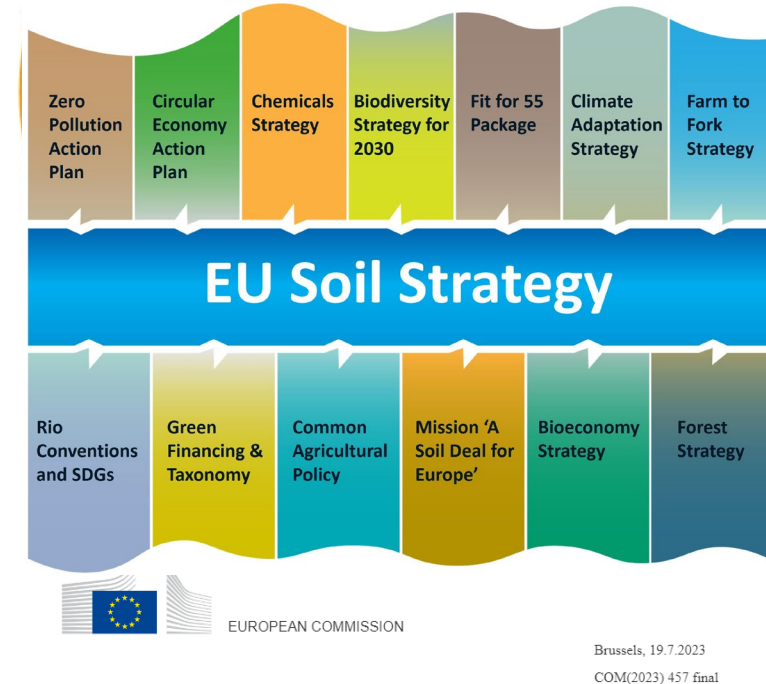 Zero
Pollution
Action
Plan
Circular
Economy
Action
Plan
Chemicals
Strategy
Biodiversity
Strategy for
2030
Fit for 55
Package
Climate
Adaptation
Strategy
Farm to
Fork
Strategy
EU Soil Strategy
Rio
Conventions
and SDGs
Green
Financing &
Taxonomy
Common
Agricultural
Policy
Mission ‘A
Soil Deal for
Europe’
Bioeconomy
Strategy
Forest
Strategy
EUROPEAN COMMISSION
Brussels, 19.7.2023
COM(2023) 457 final